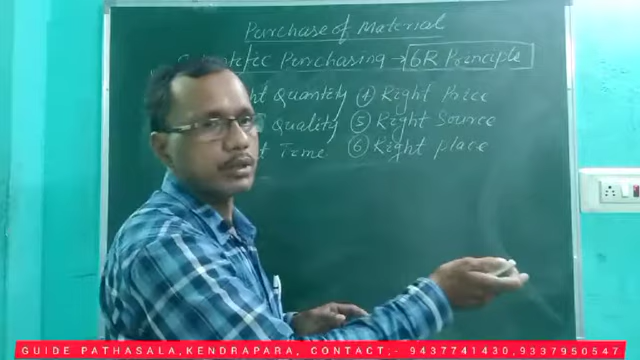 Purchase of Material
Purchasing → 6R Principle
Quantity ④ Right Price
Quality ⑤ Right Source
Time ⑥ Right place
GUIDE PATHASALA,KENDRAPARA, CONTACT,- 9437741430,9337950547